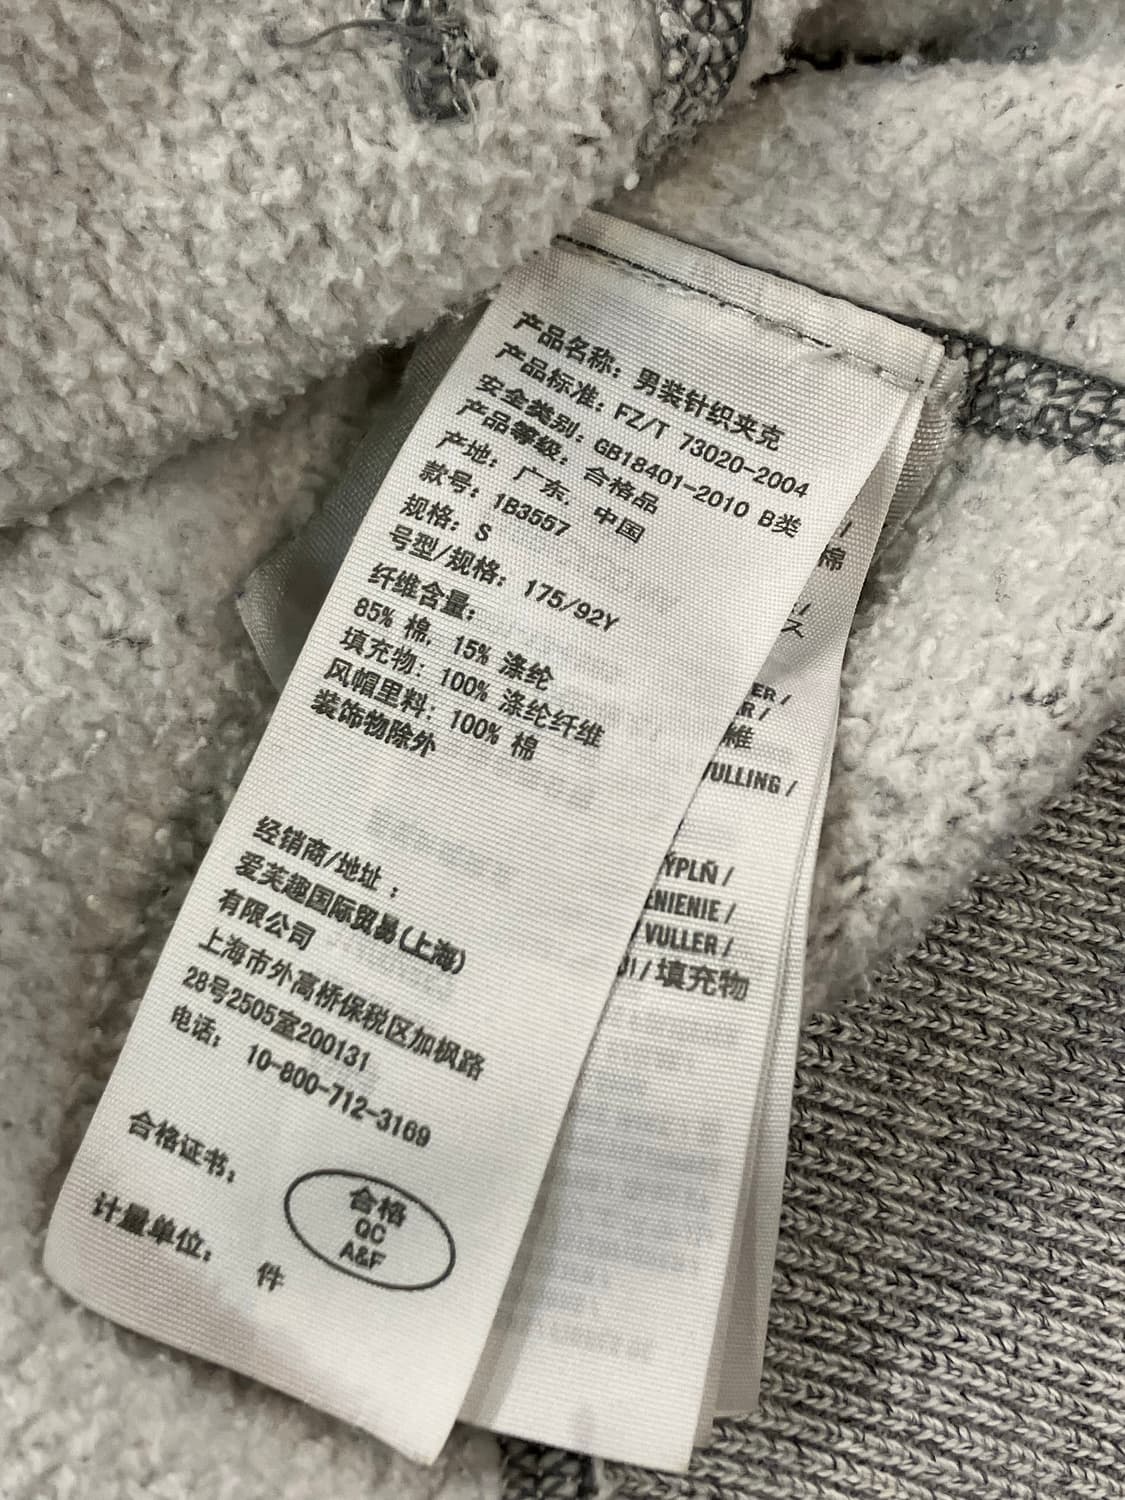 产品名称：男装针织夹克
产品标准：FZ/T 73020-2004
安全类别：GB18401-2010 B类
产品等级：合格品
产地：广东，中国
款号：1B3557
规格：S
号型/规格：175/92Y
纤维含量：
85% 棉，15% 涤纶
填充物：100% 涤纶纤维
风帽里料：100% 棉
装饰物除外
经销商/地址：
爱芙趣国际贸易(上海)
有限公司
上海市外高桥保税区加枫路
28号2505室200131
电话：10-800-712-3169
合格证书：
合格
QC
A&F
计量单位：件
/
棉
/
ス
ER /
R /
维
VULLING /
ÝPLŇ /
ENIENIE /
/ VULLER /
/ 填充物